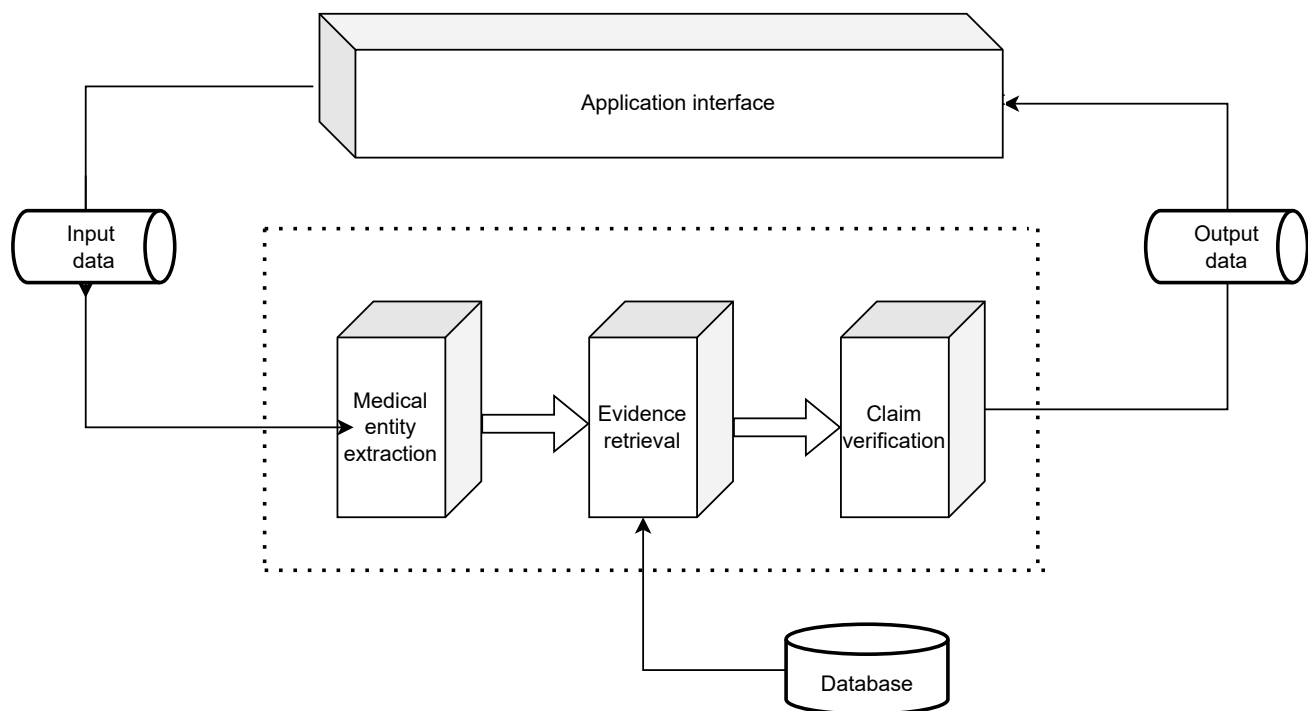 Application interface
Input
data
Output
data
Medical
entity
extraction
Evidence
retrieval
Claim
verification
Database